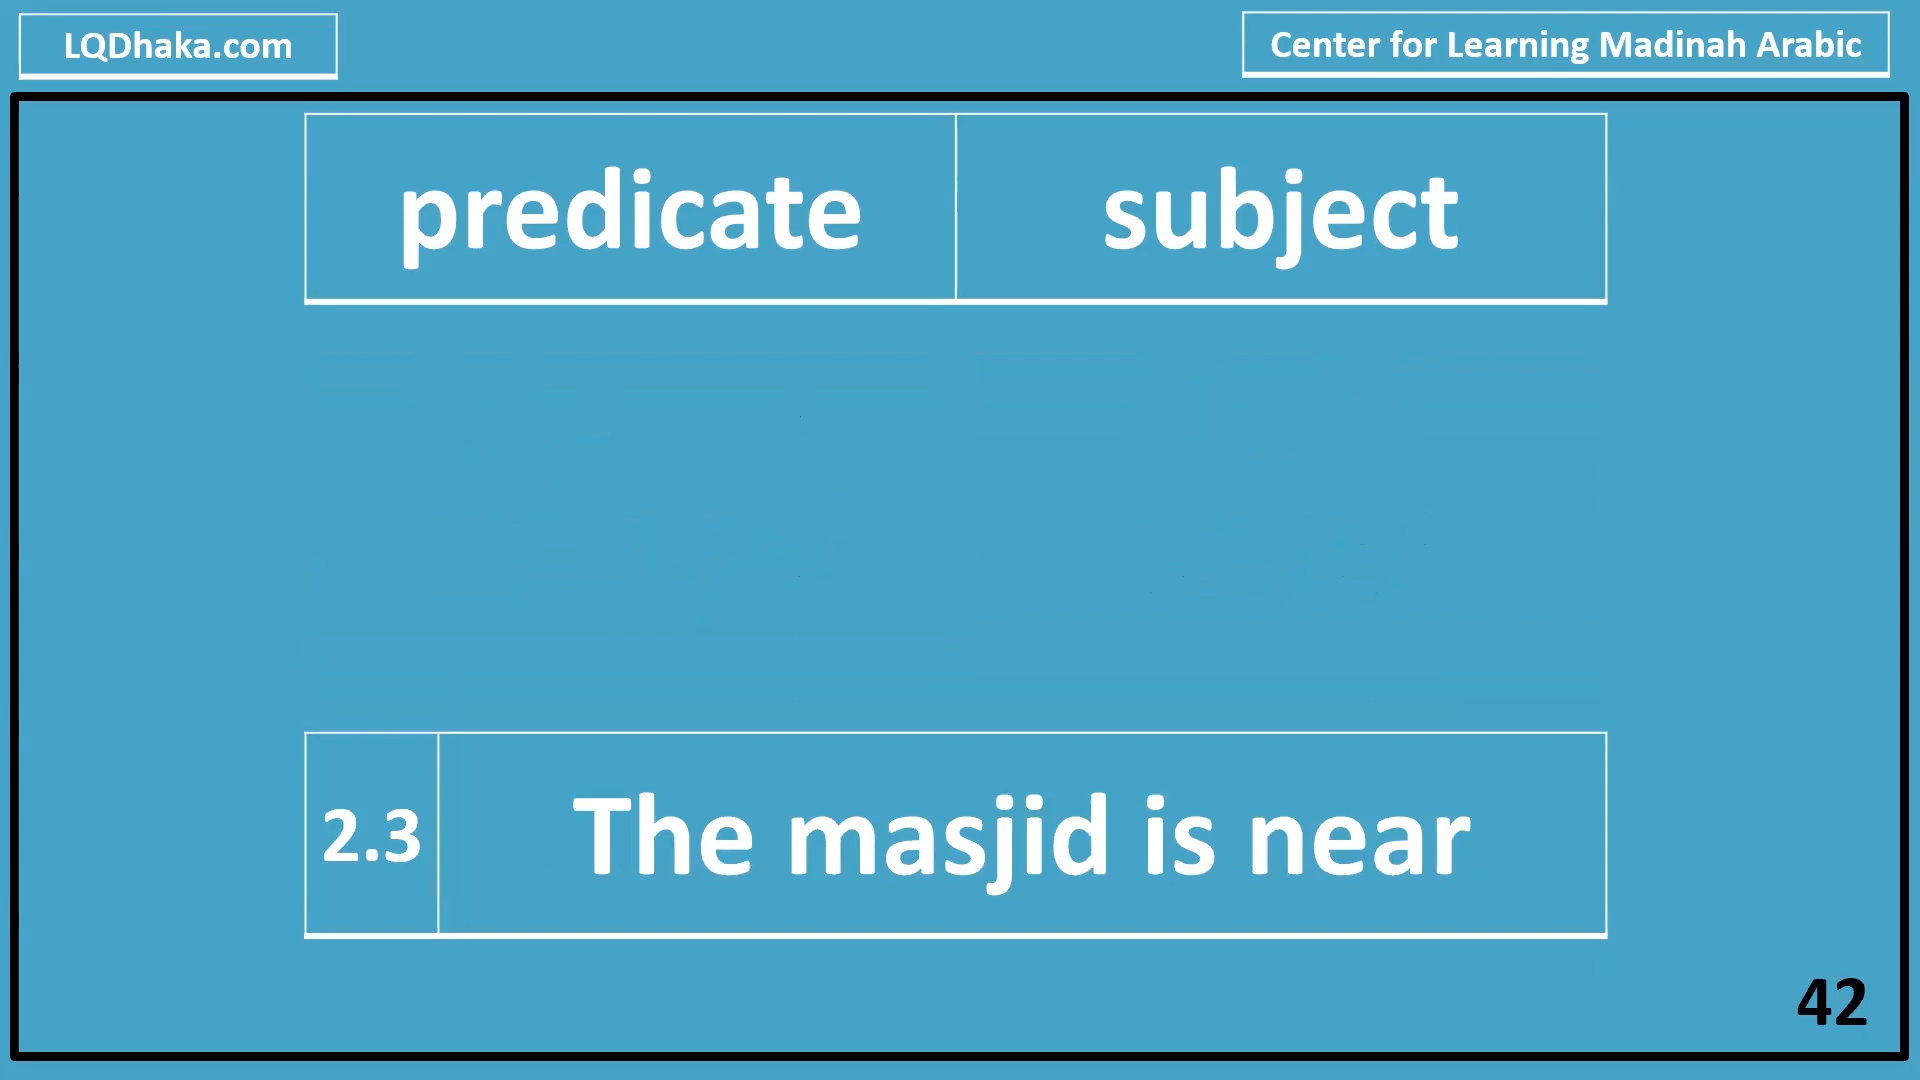 LQDhaka.com
Center for Learning Madinah Arabic
predicate
subject
2.3
The masjid is near
42